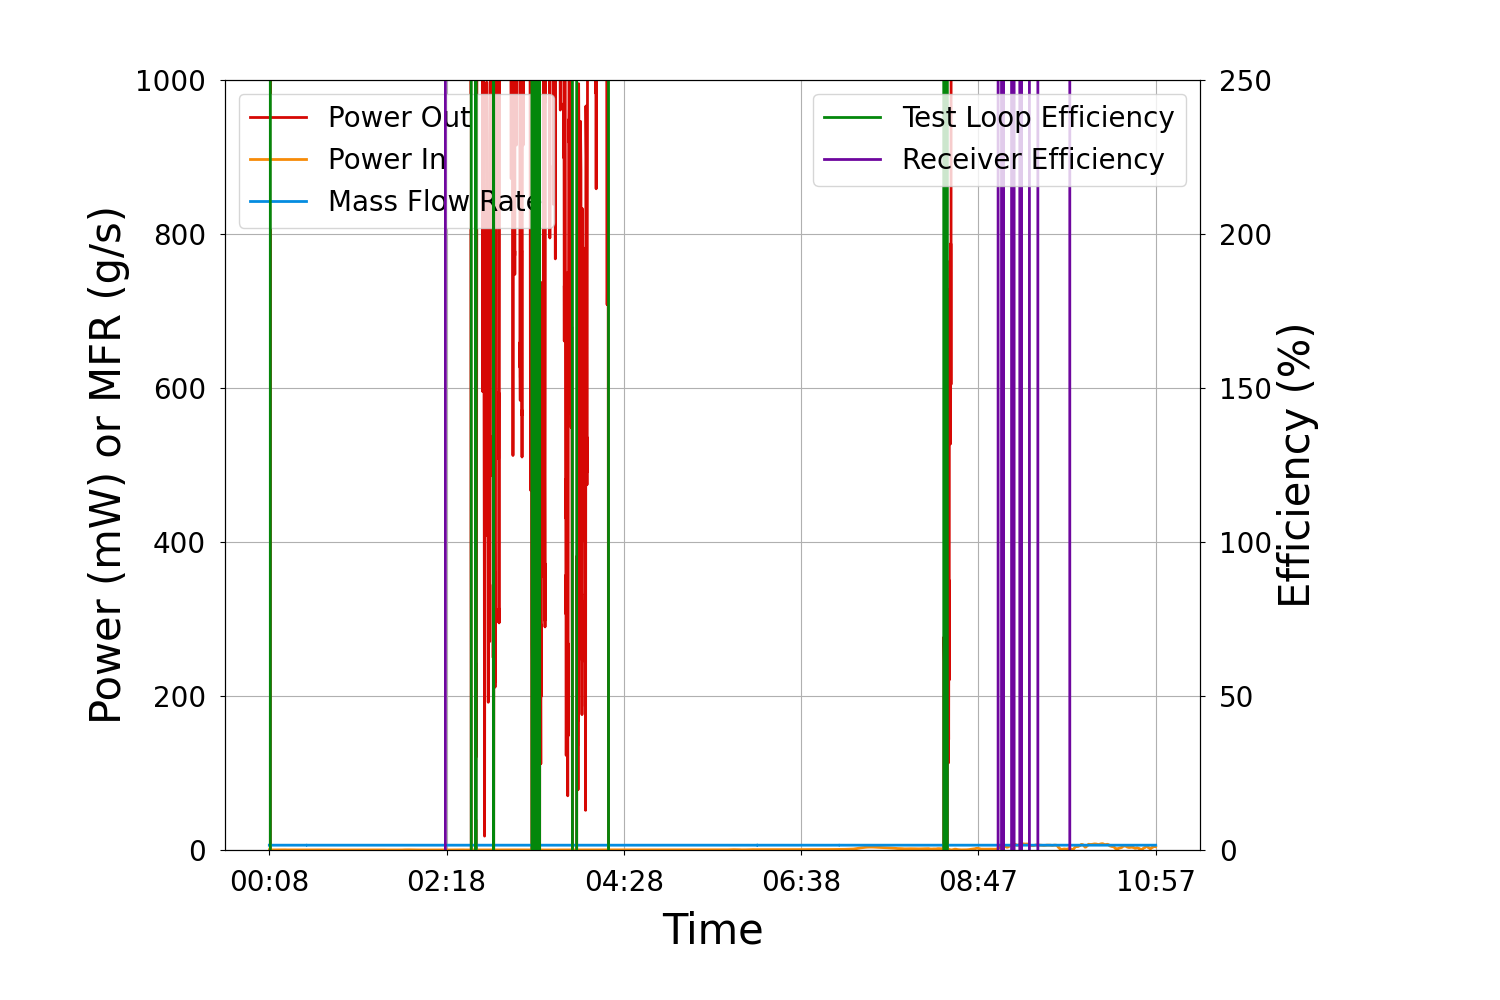 1000
800
600
400
200
0
Power (mW) or MFR (g/s)
Power Out
Power In
Mass Flow Rate
Test Loop Efficiency
Receiver Efficiency
250
200
150
100
50
0
Efficiency (%)
00:08 02:18 04:28 06:38 08:47 10:57
Time